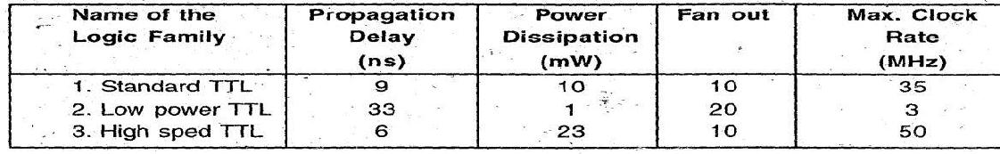 Name of the Propagation Power Fan out Max. Clock
Logic Family Delay Dissipation Rate
(ns) (mW) (MHz)
1. Standard TTL 9 10 10 35
2. Low power TTL 33 1 20 3
3. High sped TTL 6 23 10 50